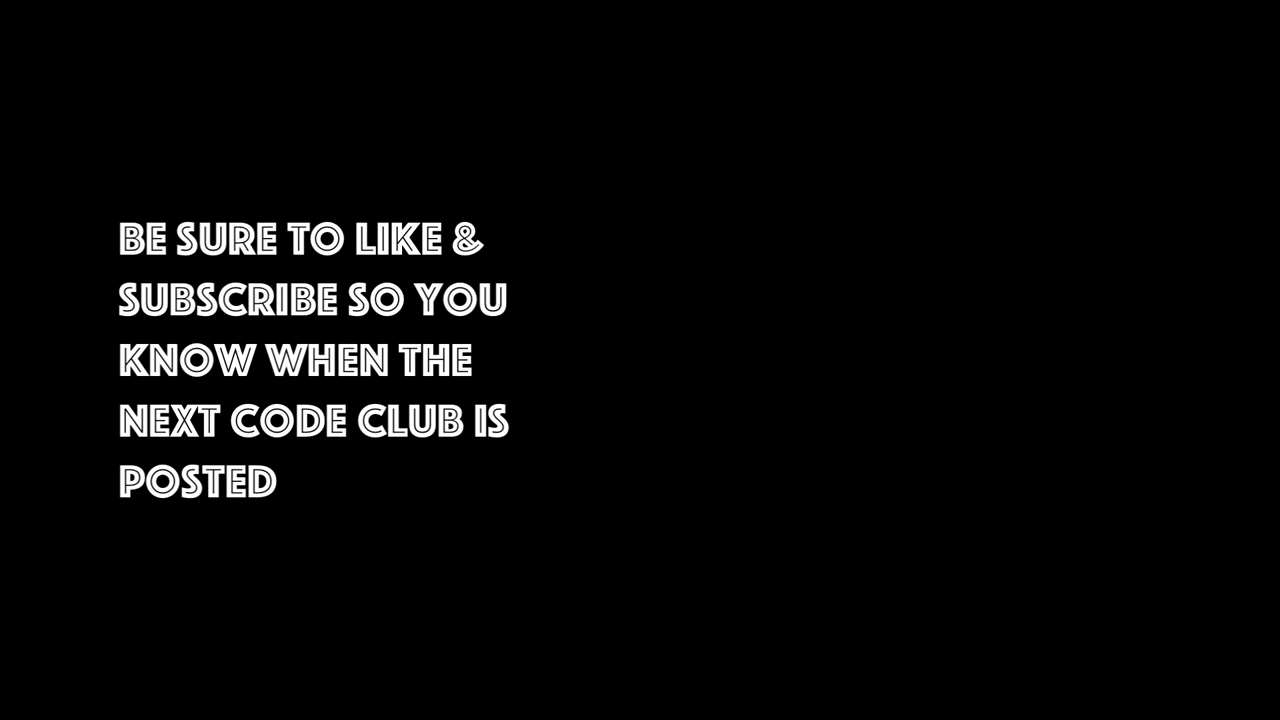 BE SURE TO LIKE &
SUBSCRIBE SO YOU
KNOW WHEN THE
NEXT CODE CLUB IS
POSTED